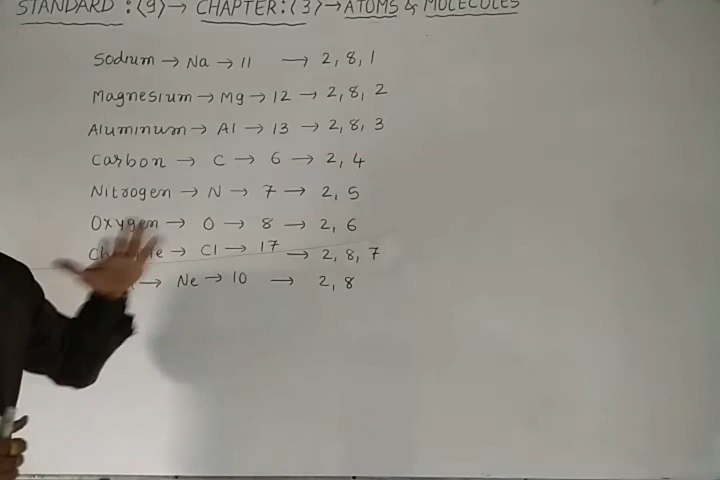 STANDARD : (9) → CHAPTER : (3) → ATOMS & MOLECULES
Sodium → Na → 11 → 2, 8, 1
Magnesium → Mg → 12 → 2, 8, 2
Aluminum → Al → 13 → 2, 8, 3
Carbon → C → 6 → 2, 4
Nitrogen → N → 7 → 2, 5
Oxygen → O → 8 → 2, 6
→ Cl → 17 → 2, 8, 7
→ Ne → 10 → 2, 8